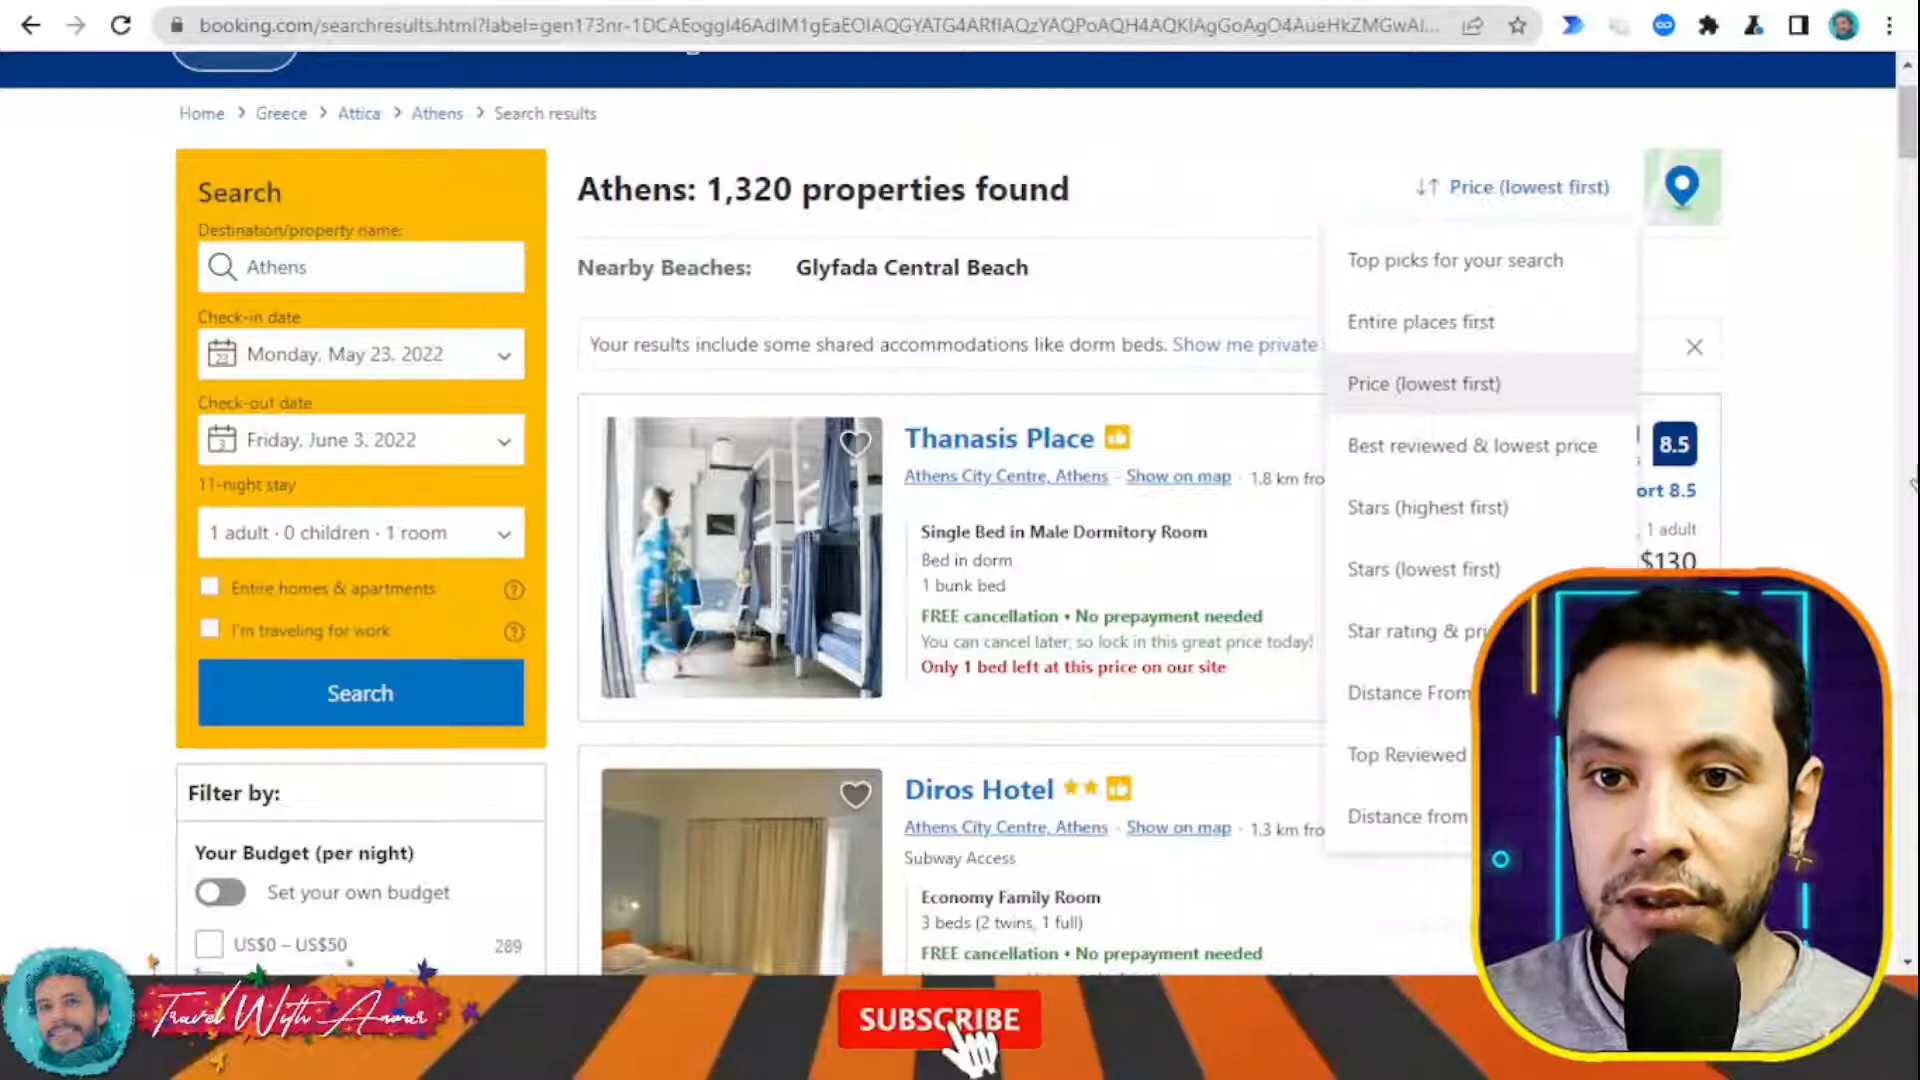 booking.com/searchresults.html?label=gen173nr-1DCAEoggI46AdIM1gEaEOIAQGYATG4ARfIAQzYAQPoAQH4AQKIAgGoAgO4AueHkZMGwAI...
Home > Greece > Attica > Athens > Search results
Search
Destination/property name:
Athens
Check-in date
23
Monday, May 23, 2022
Check-out date
3
Friday, June 3, 2022
11-night stay
1 adult · 0 children · 1 room
Entire homes & apartments
I'm traveling for work
Search
Filter by:
Your Budget (per night)
Set your own budget
US$0 – US$50 289
Athens: 1,320 properties found
Price (lowest first)
Nearby Beaches: Glyfada Central Beach
Your results include some shared accommodations like dorm beds. Show me private
Top picks for your search
Entire places first
Price (lowest first)
Best reviewed & lowest price
Stars (highest first)
Stars (lowest first)
Star rating & pri
Distance From
Top Reviewed
Distance from
Thanasis Place
Athens City Centre, Athens · Show on map · 1.8 km fro
Single Bed in Male Dormitory Room
Bed in dorm
1 bunk bed
FREE cancellation • No prepayment needed
You can cancel later, so lock in this great price today!
Only 1 bed left at this price on our site
8.5
ort 8.5
, 1 adult
$130
Diros Hotel
Athens City Centre, Athens · Show on map · 1.3 km fro
Subway Access
Economy Family Room
3 beds (2 twins, 1 full)
FREE cancellation • No prepayment needed
Travel With Anwar
SUBSCRIBE